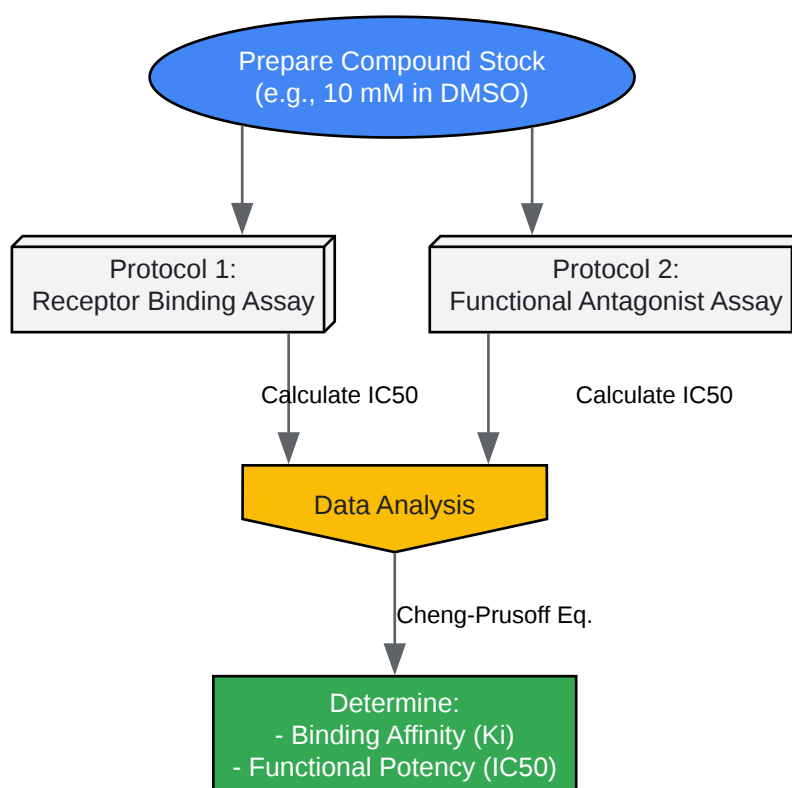 Prepare Compound Stock
(e.g., 10 mM in DMSO)
Protocol 1:
Receptor Binding Assay
Protocol 2:
Functional Antagonist Assay
Calculate IC50
Calculate IC50
Data Analysis
Cheng-Prusoff Eq.
Determine:
- Binding Affinity (Ki)
- Functional Potency (IC50)